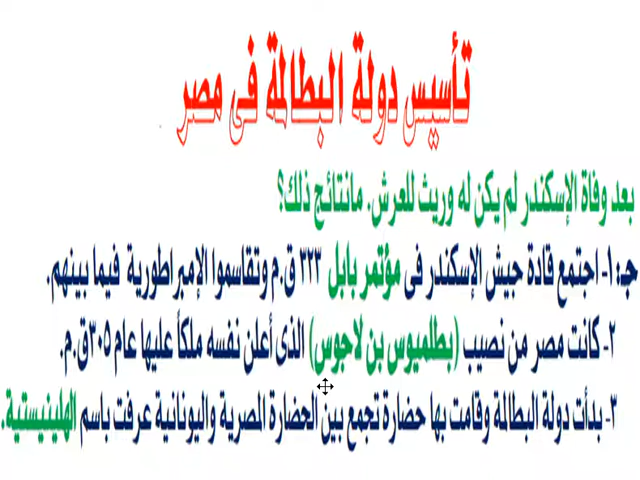 تأسيس دولة البطالمة فى مصر
بعد وفاة الإسكندر لم يكن له وريث للعرش. مانتائج ذلك؟
جـ: ١- اجتمع قادة جيش الإسكندر فى مؤتمر بابل ٣٢٣ ق.م وتقاسموا الإمبراطورية فيما بينهم.
٢- كانت مصر من نصيب (بطلميوس بن لاجوس) الذى أعلن نفسه ملكاً عليها عام ٣٠٥ق.م.
٣- بدأت دولة البطالمة وقامت بها حضارة تجمع بين الحضارة المصرية واليونانية عرفت باسم الهلينيستية.